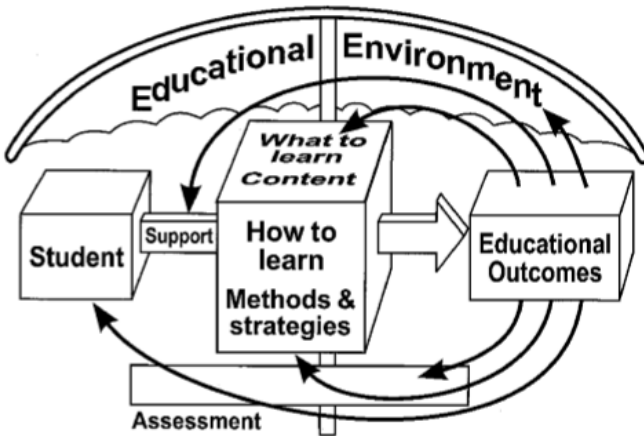 Educational Environment
What to
learn
Content
Student
Support
How to
learn
Methods &
strategies
Educational
Outcomes
Assessment